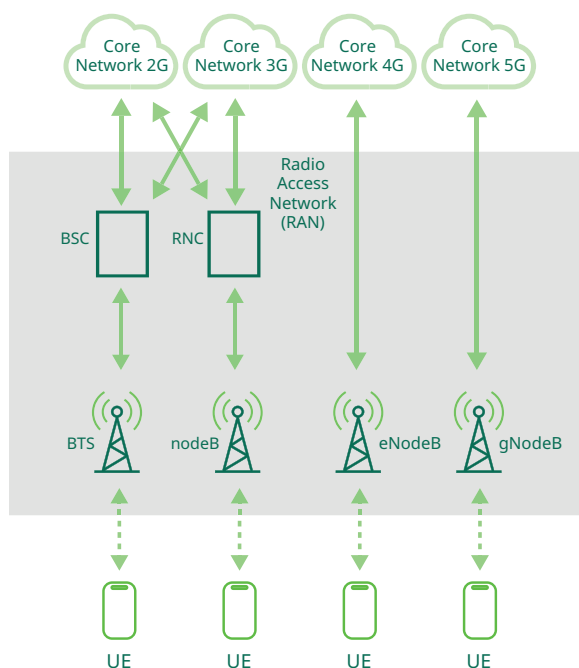 Core
Network 2G
Core
Network 3G
Core
Network 4G
Core
Network 5G
Radio
Access
Network
(RAN)
BSC
RNC
BTS
nodeB
eNodeB
gNodeB
UE
UE
UE
UE